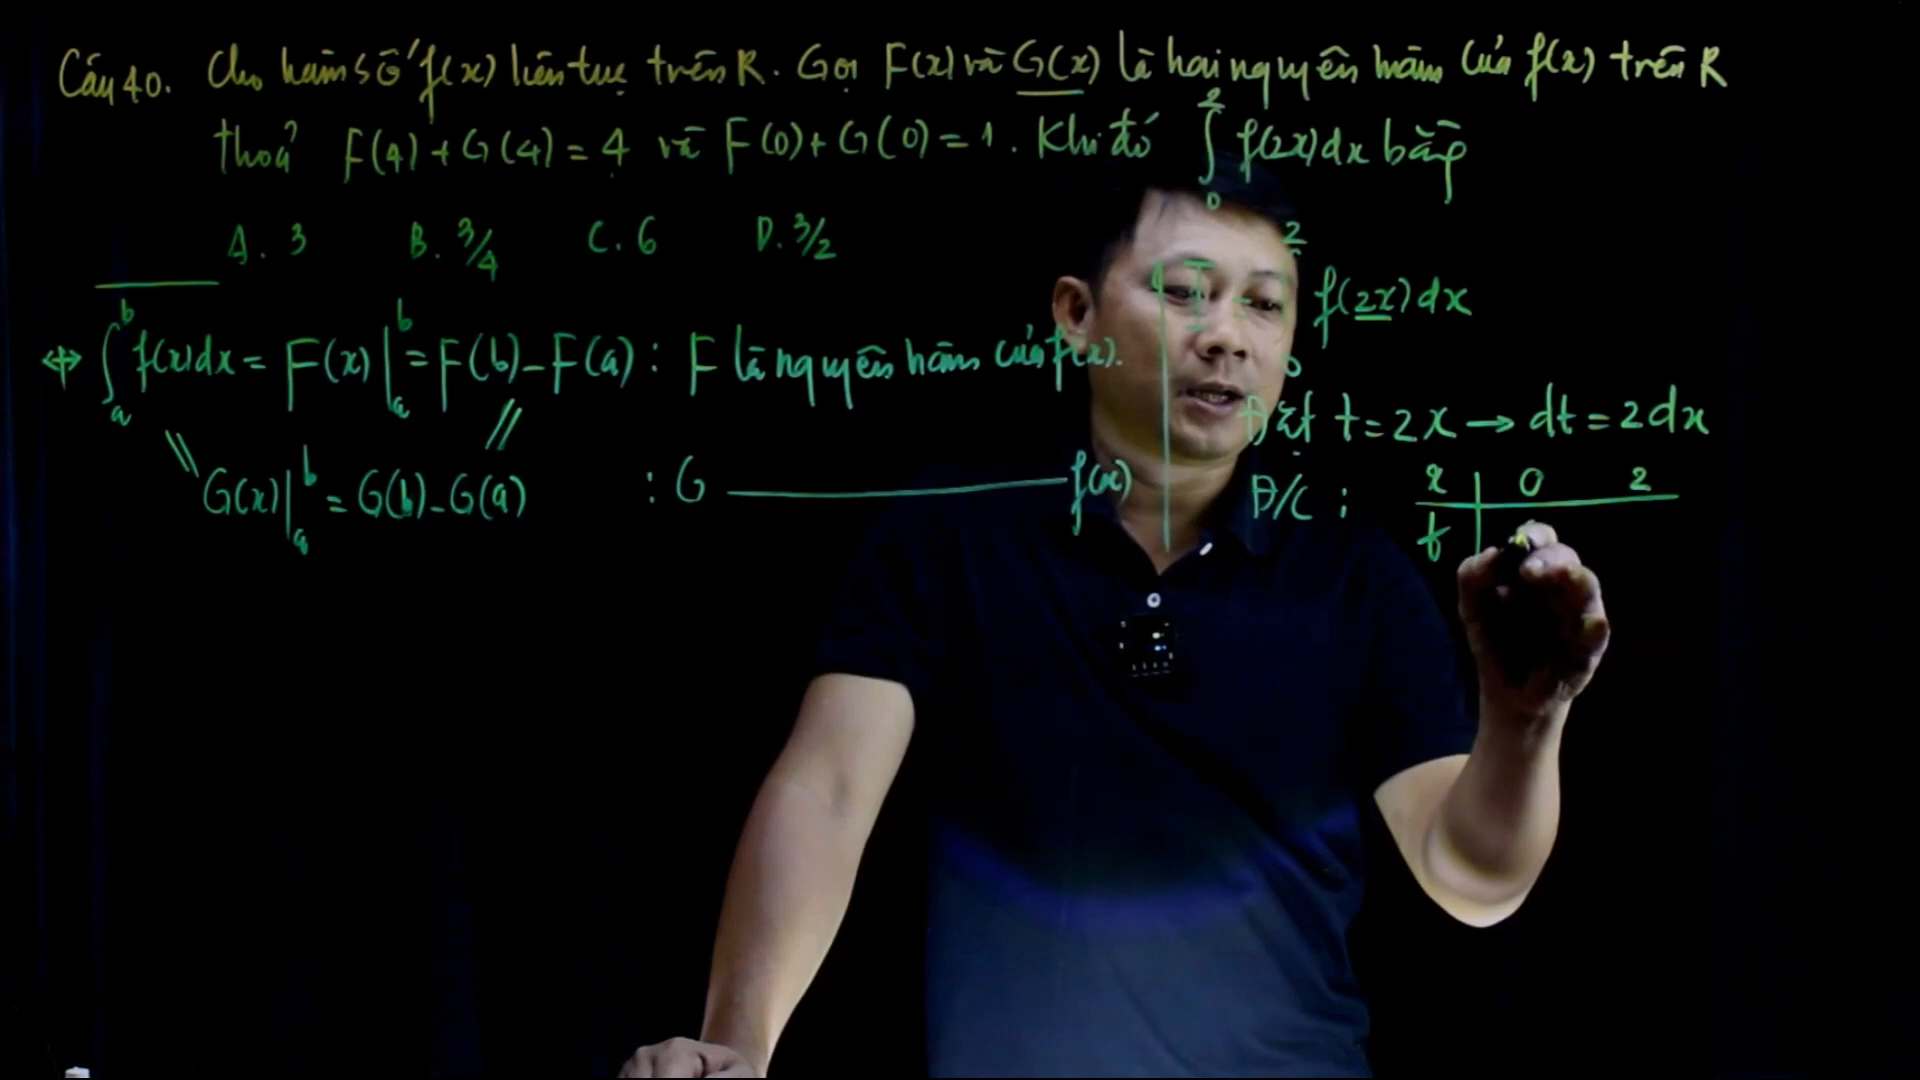 Câu 40. Cho hàm số f(x) liên tục trên R. Gọi F(x) và G(x) là hai nguyên hàm của f(x) trên R
thoả F(4) + G(4) = 4 và F(0) + G(0) = 1. Khi đó ∫₀² f(2x)dx bằng
A. 3 B. 3/4 C. 6 D. 3/2
∫ₐᵇ f(x)dx = F(x)|ₐᵇ = F(b) - F(a) : F là nguyên hàm của f(x).
// //
G(x)|ₐᵇ = G(b) - G(a) : G ——— f(x)
I = ∫₀² f(2x)dx
Đặt t = 2x → dt = 2dx
Đ/C : x | 0 2
t |